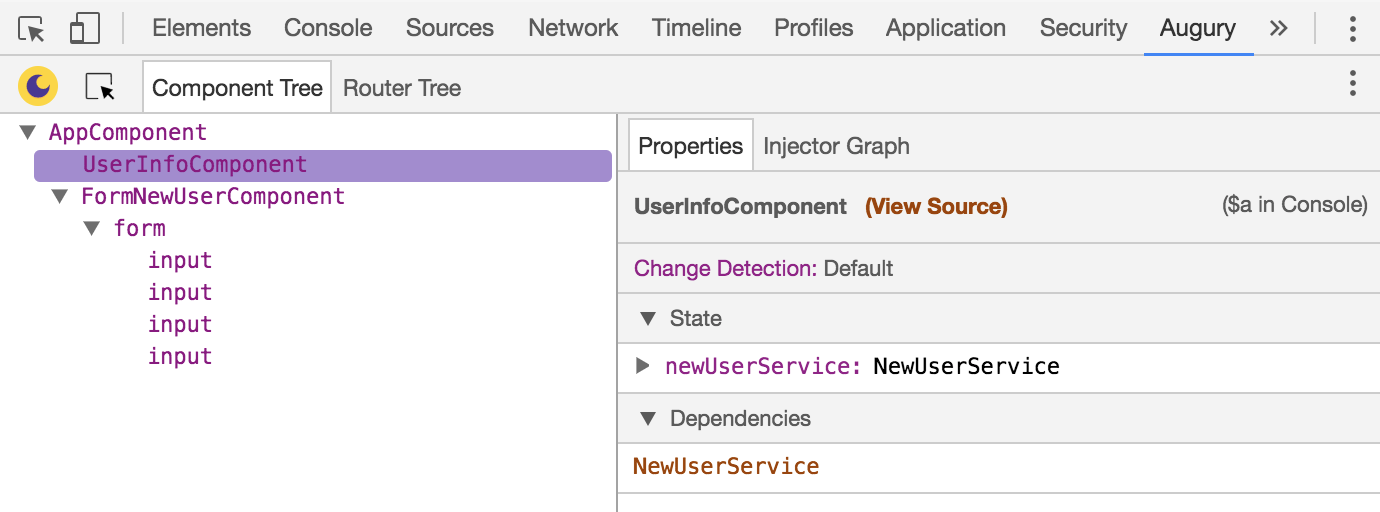 Elements Console Sources Network Timeline Profiles Application Security Augury »
Component Tree Router Tree
AppComponent
UserInfoComponent
FormNewUserComponent
form
input
input
input
input
Properties Injector Graph
UserInfoComponent (View Source) ($a in Console)
Change Detection: Default
State
newUserService: NewUserService
Dependencies
NewUserService